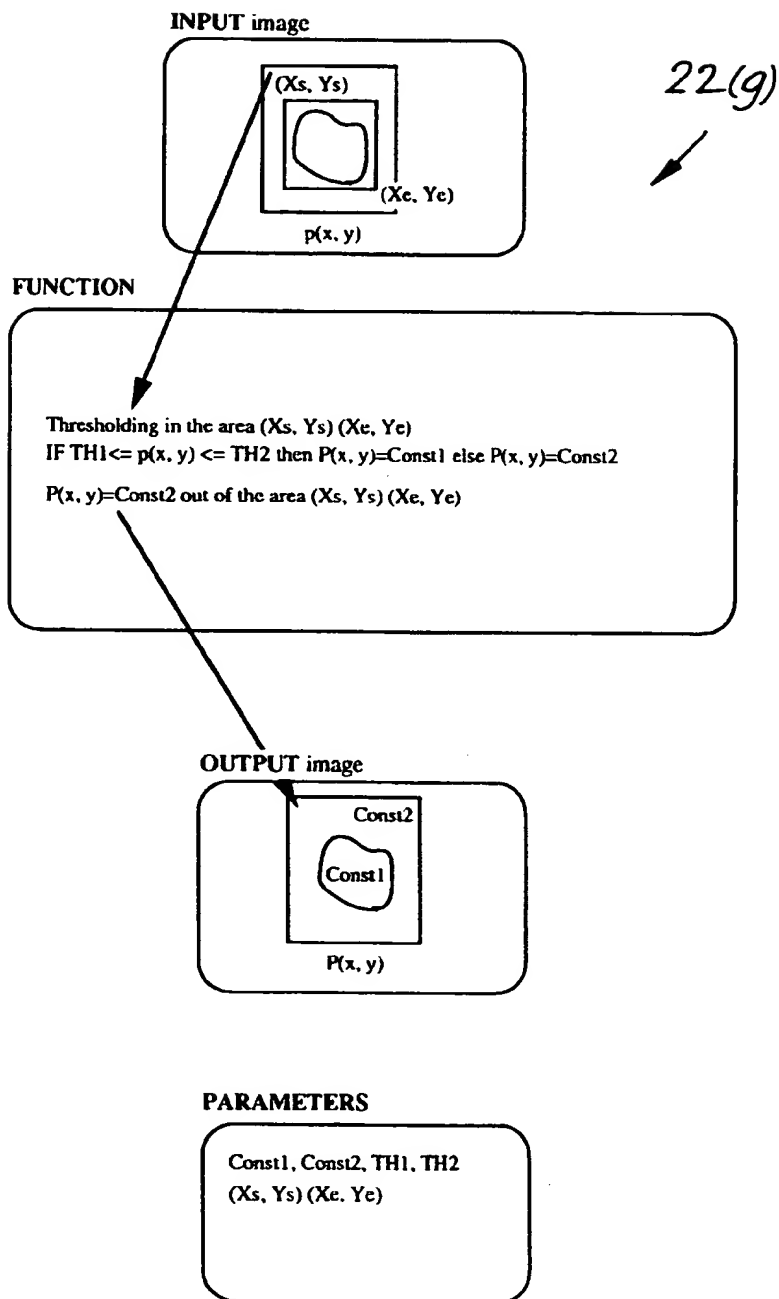 INPUT image
22(g)
(Xs, Ys)
(Xe, Ye)
p(x, y)
FUNCTION
Thresholding in the area (Xs, Ys) (Xe, Ye)
IF TH1<= p(x, y) <= TH2 then P(x, y)=Const1 else P(x, y)=Const2
P(x, y)=Const2 out of the area (Xs, Ys) (Xe, Ye)
OUTPUT image
Const2
Const1
P(x, y)
PARAMETERS
Const1, Const2, TH1, TH2
(Xs, Ys) (Xe. Ye)